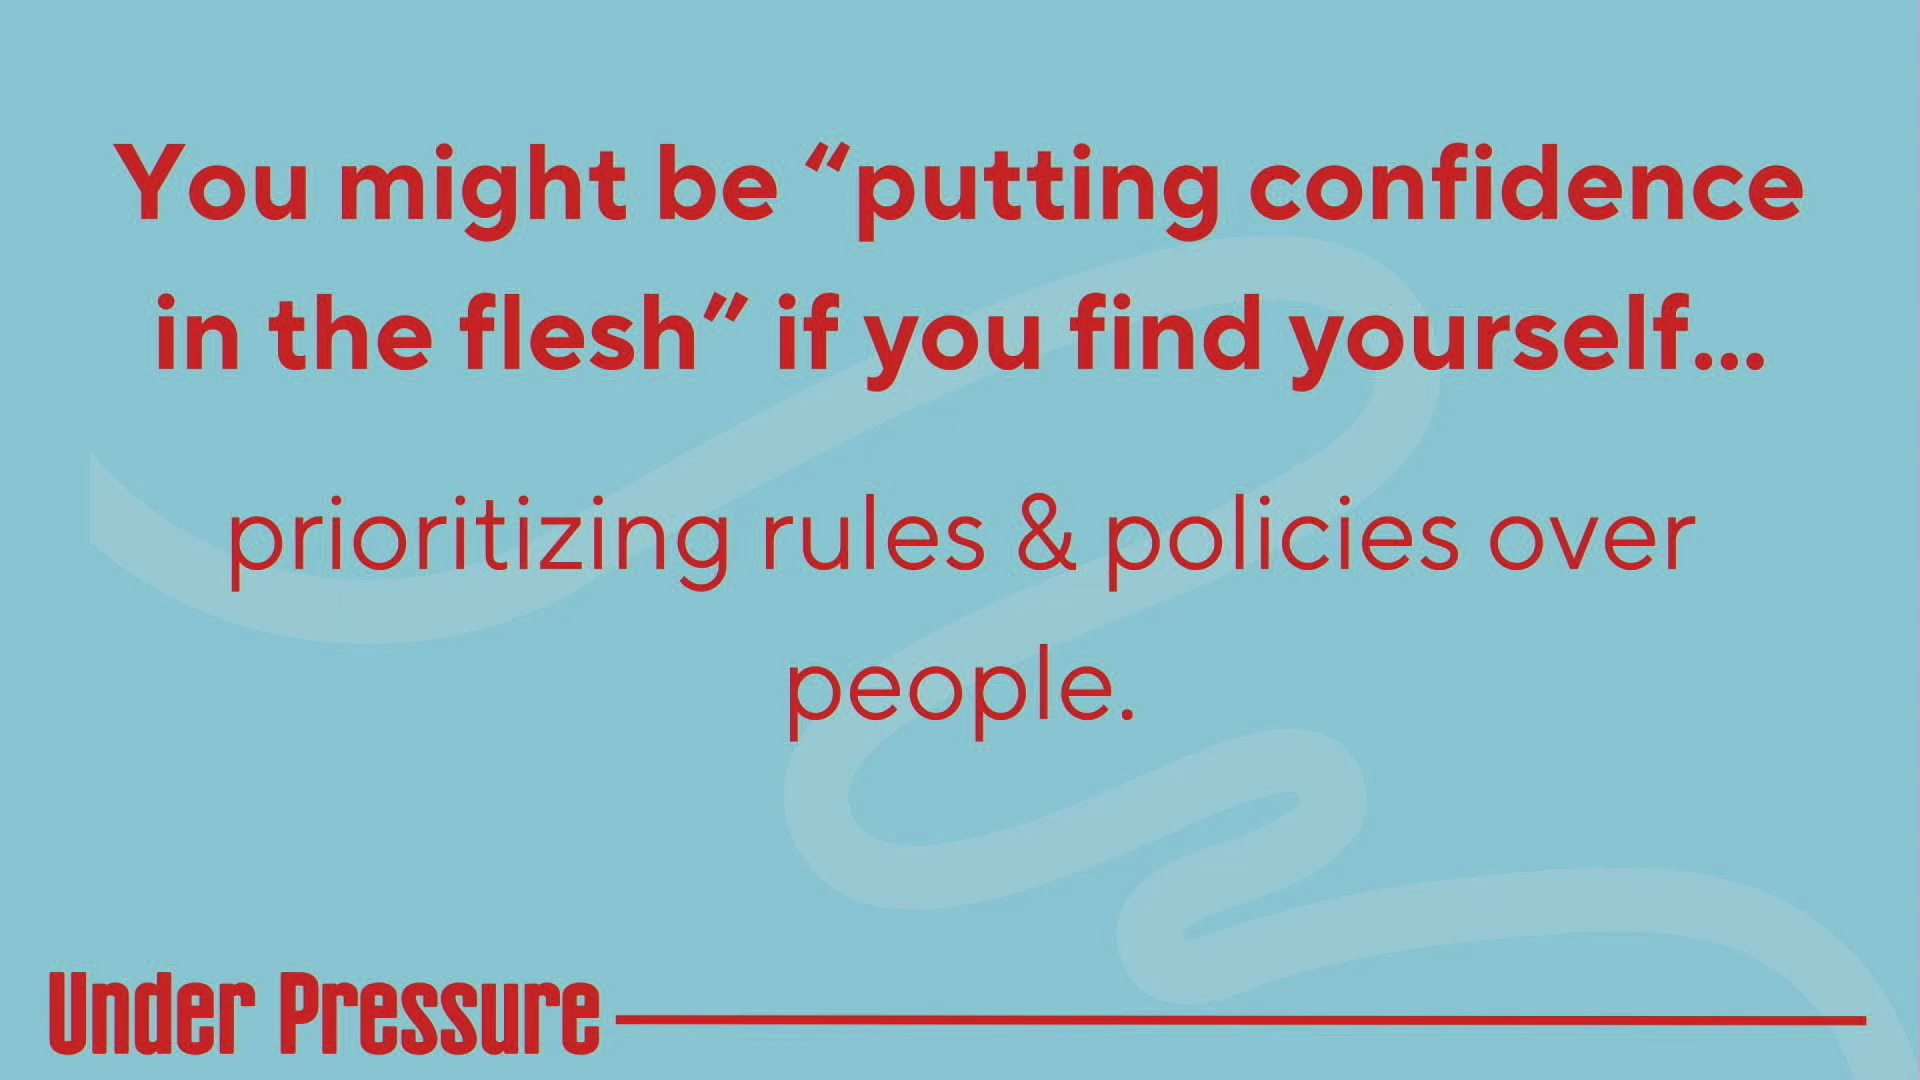 You might be “putting confidence
in the flesh” if you find yourself...
prioritizing rules & policies over
people.
Under Pressure